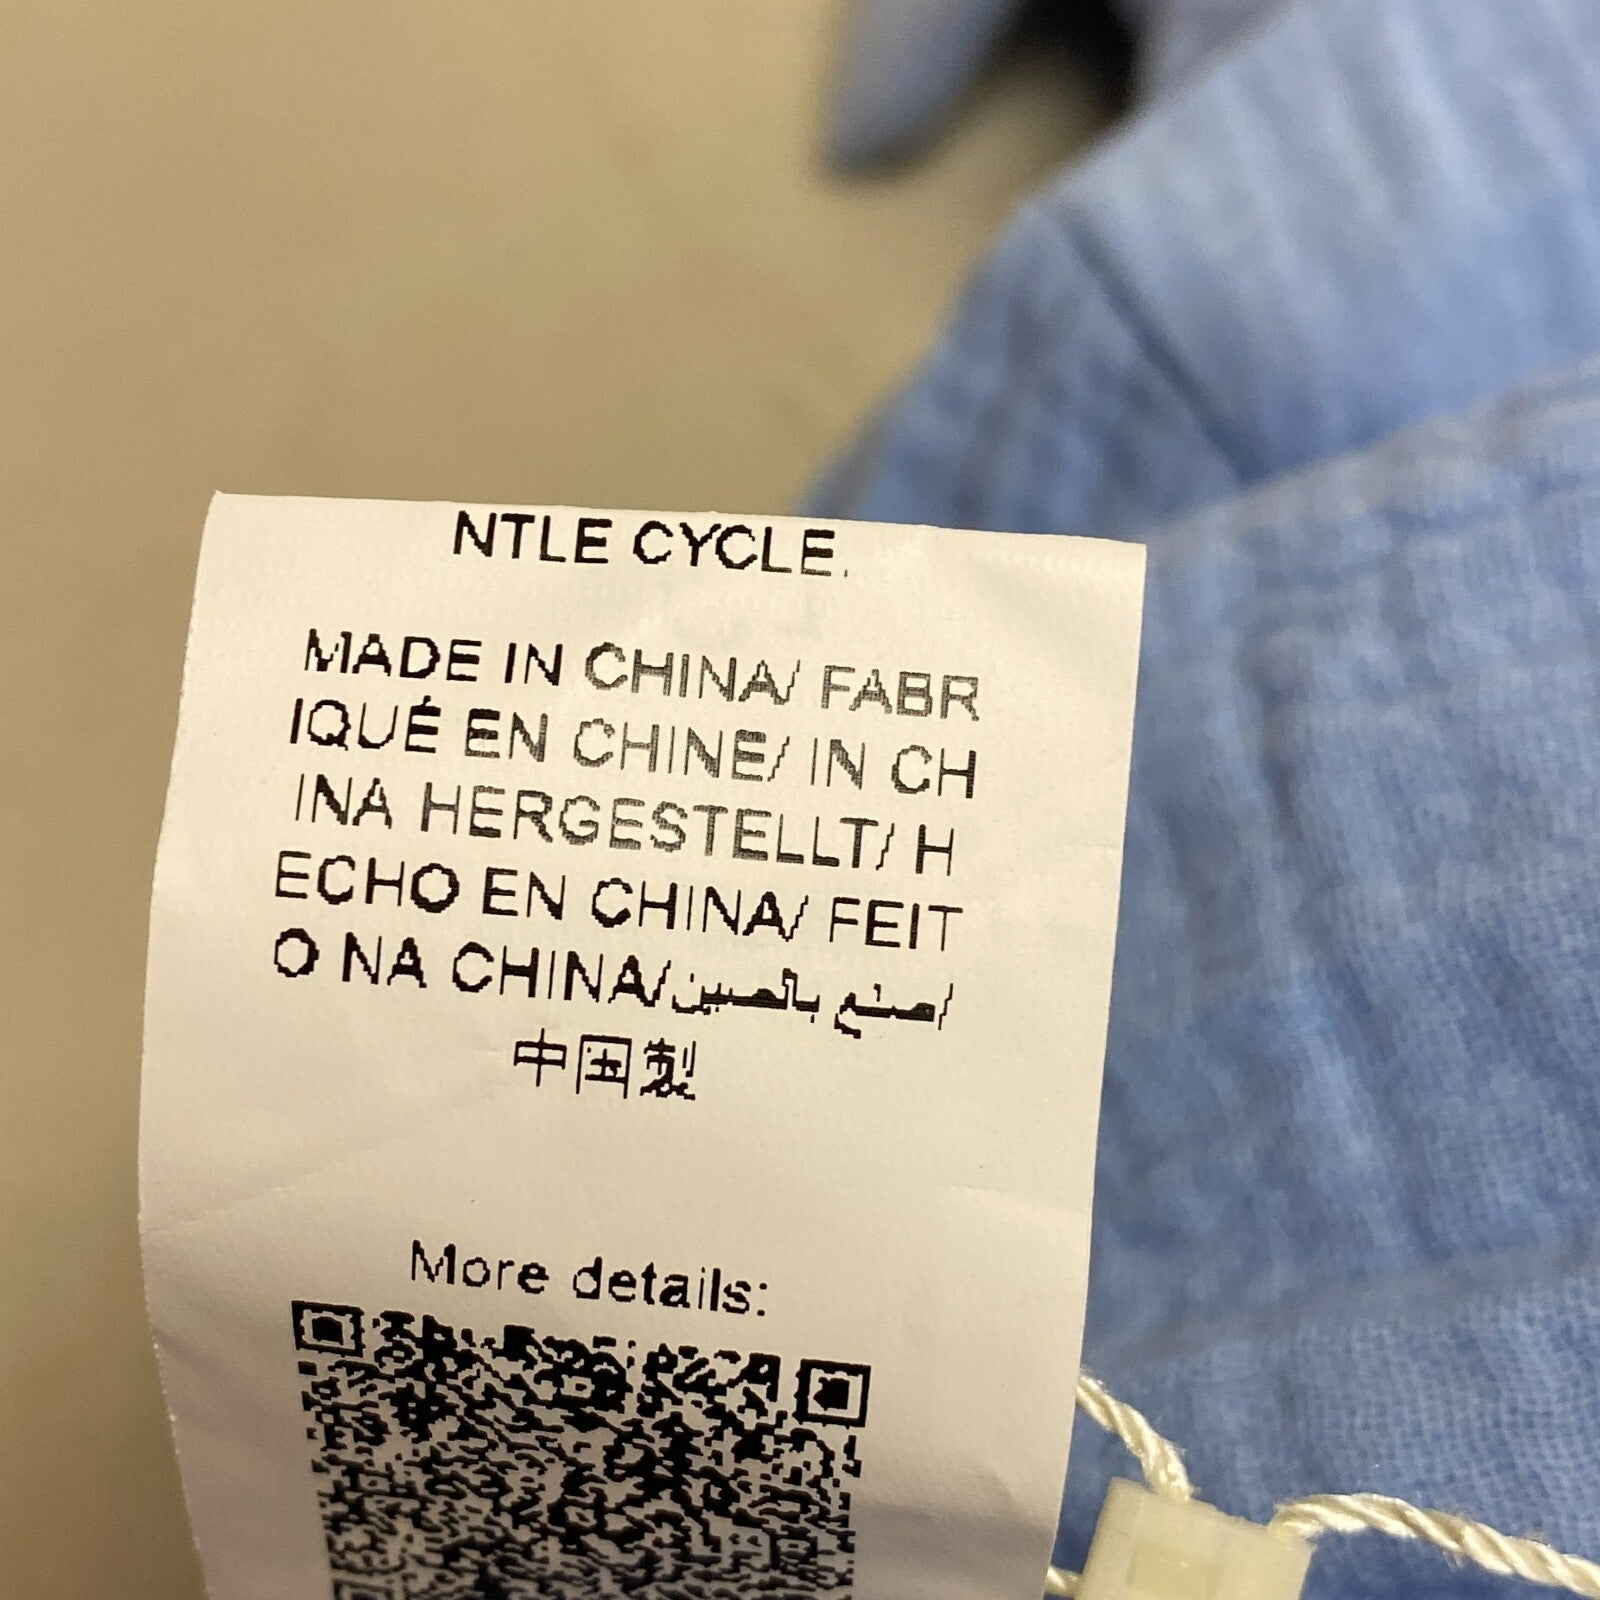 NTLE CYCLE.
MADE IN CHINA/ FABR
IQUÉ EN CHINE/ IN CH
INA HERGESTELLT/ H
ECHO EN CHINA/ FEIT
O NA CHINA/صنع بالصين/
中国製
More details: